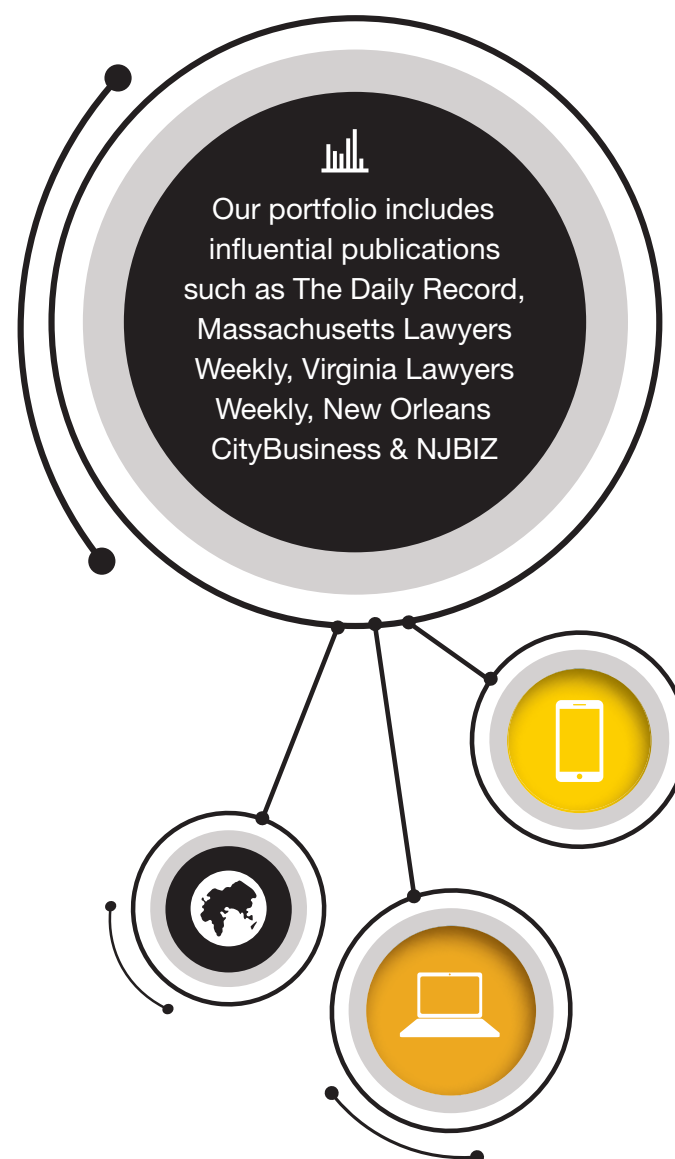 Our portfolio includes
influential publications
such as The Daily Record,
Massachusetts Lawyers
Weekly, Virginia Lawyers
Weekly, New Orleans
CityBusiness & NJBIZ